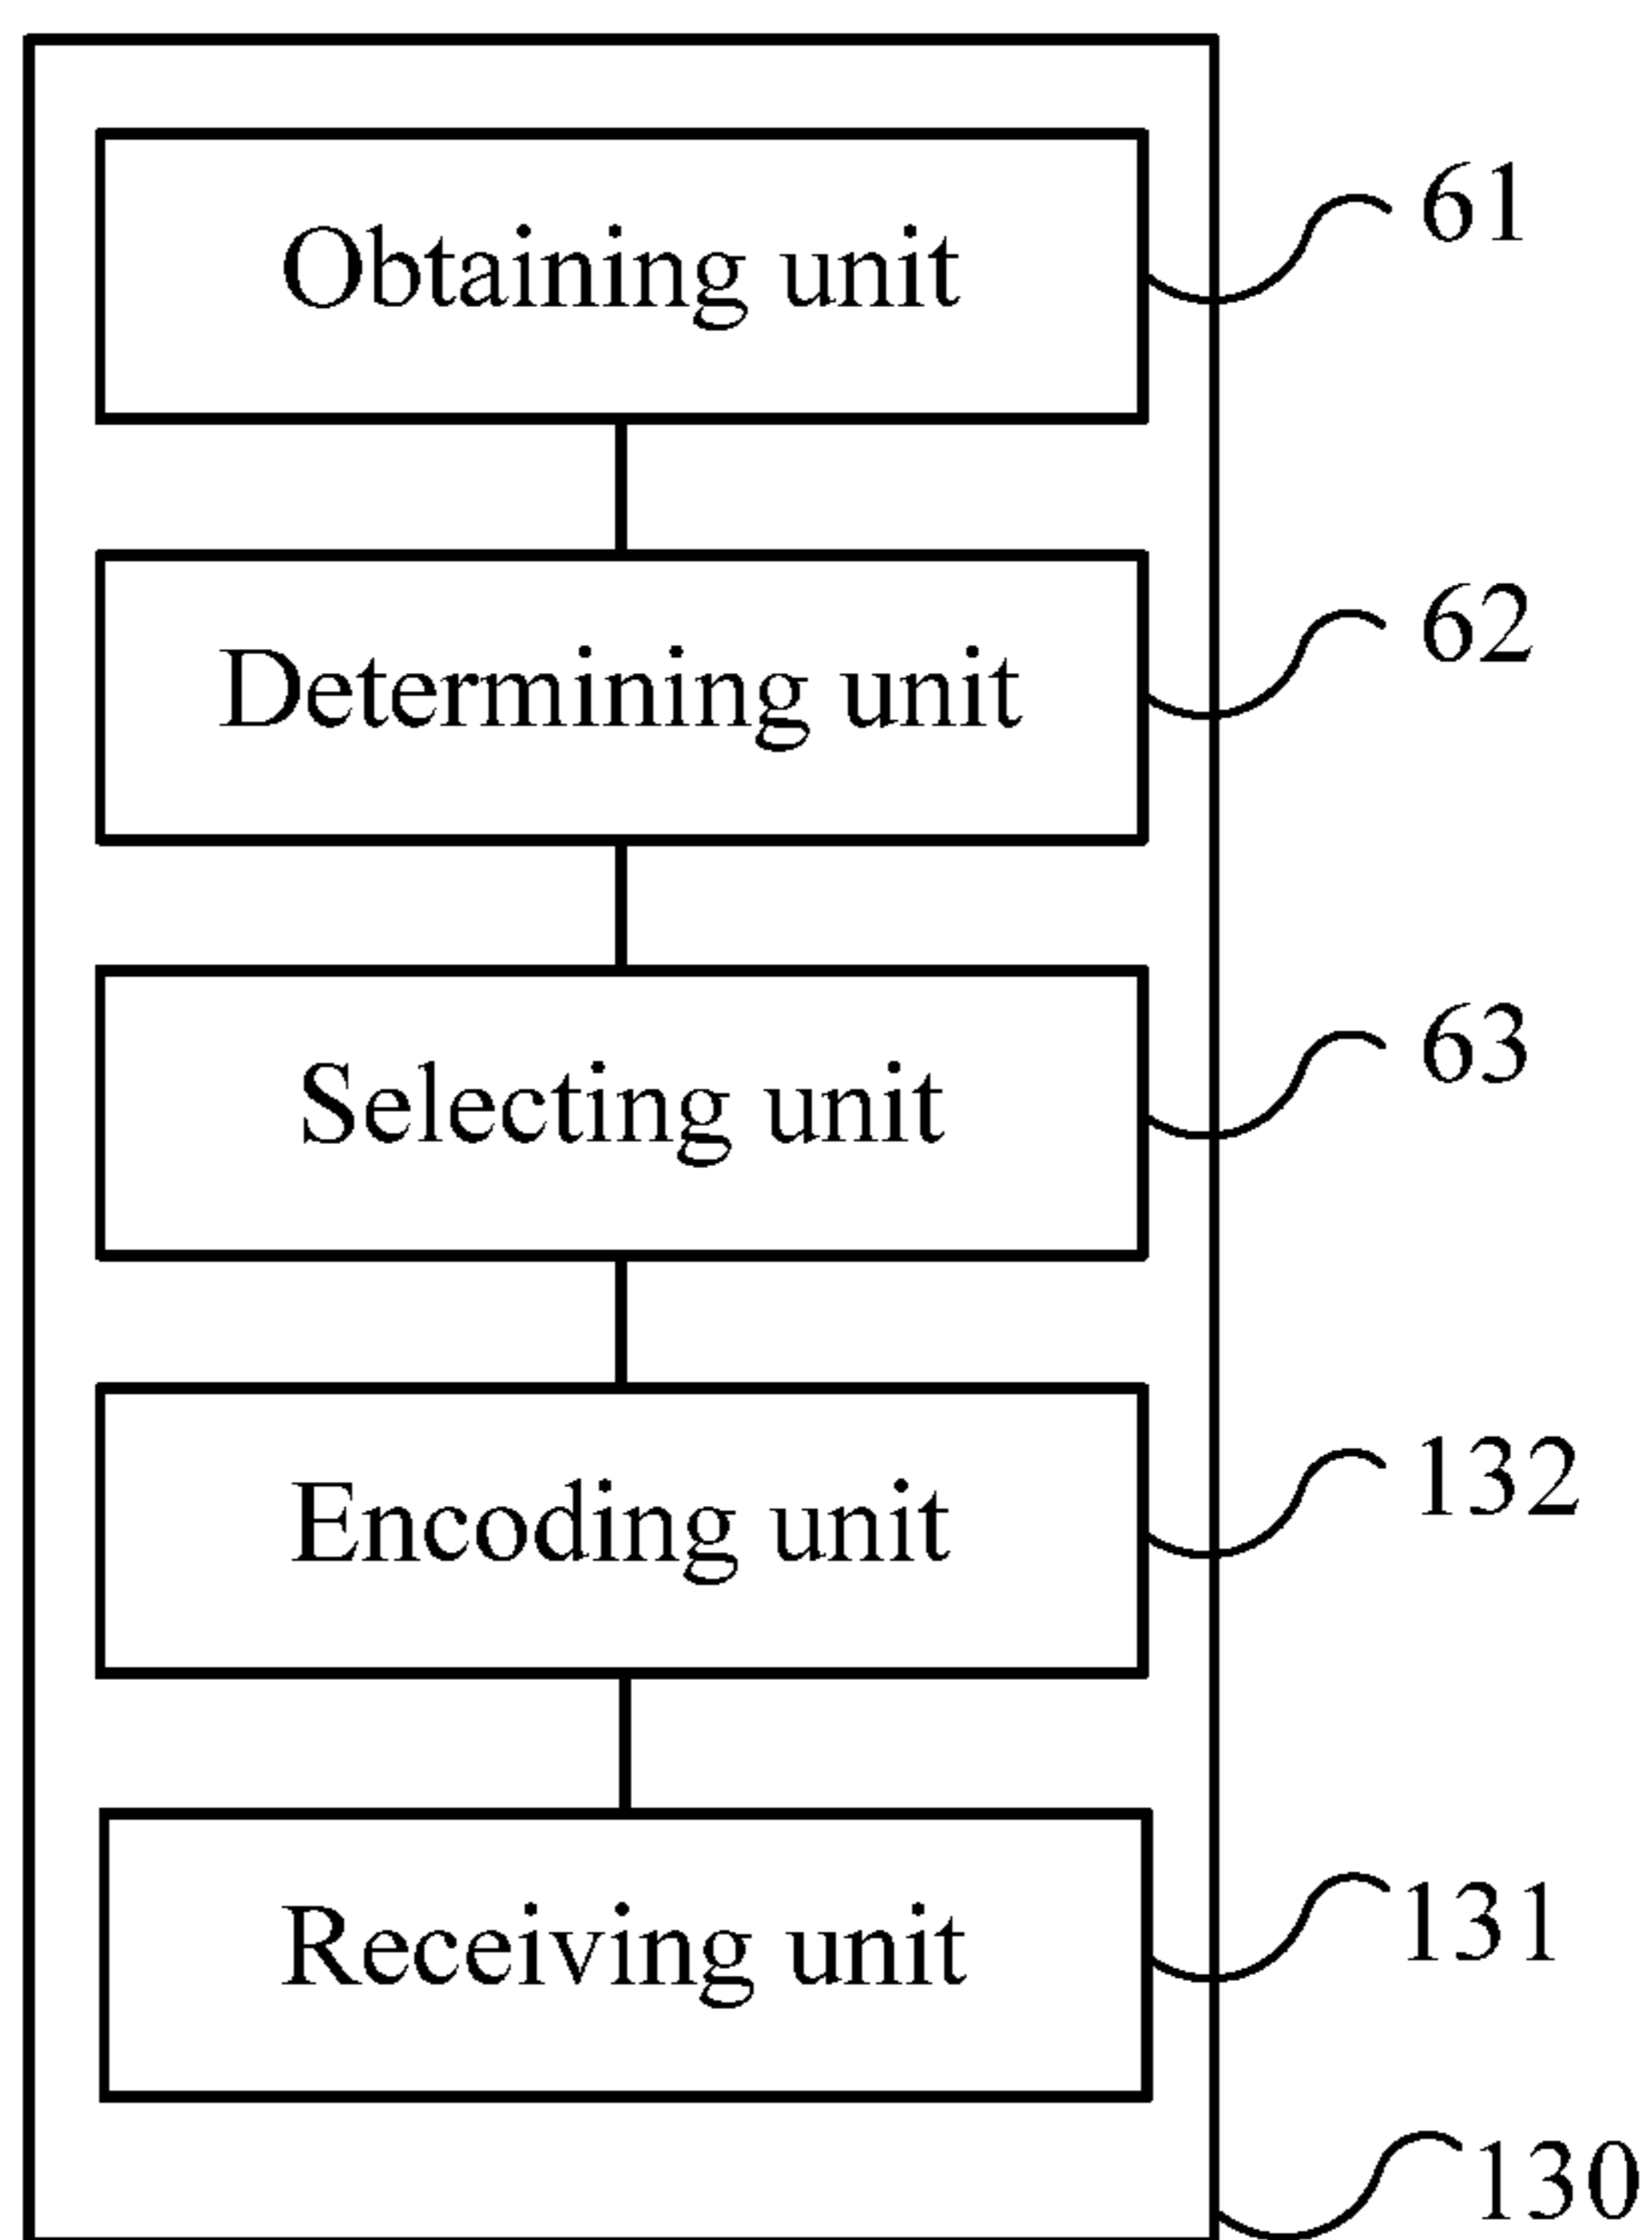 Obtaining unit
61
Determining unit
62
Selecting unit
63
Encoding unit
132
Receiving unit
131
130